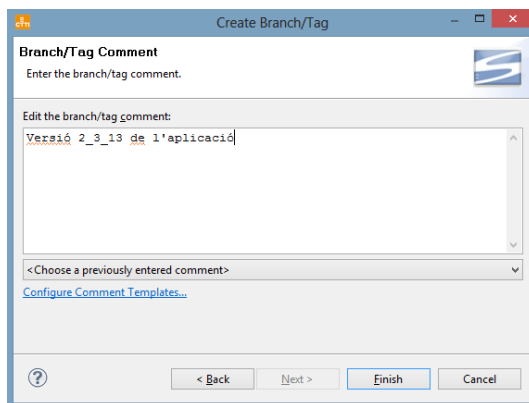 Create Branch/Tag
Branch/Tag Comment
Enter the branch/tag comment.
Edit the branch/tag comment:
Versió 2_3_13 de l'aplicació
<Choose a previously entered comment>
Configure Comment Templates...
< Back
Next >
Finish
Cancel